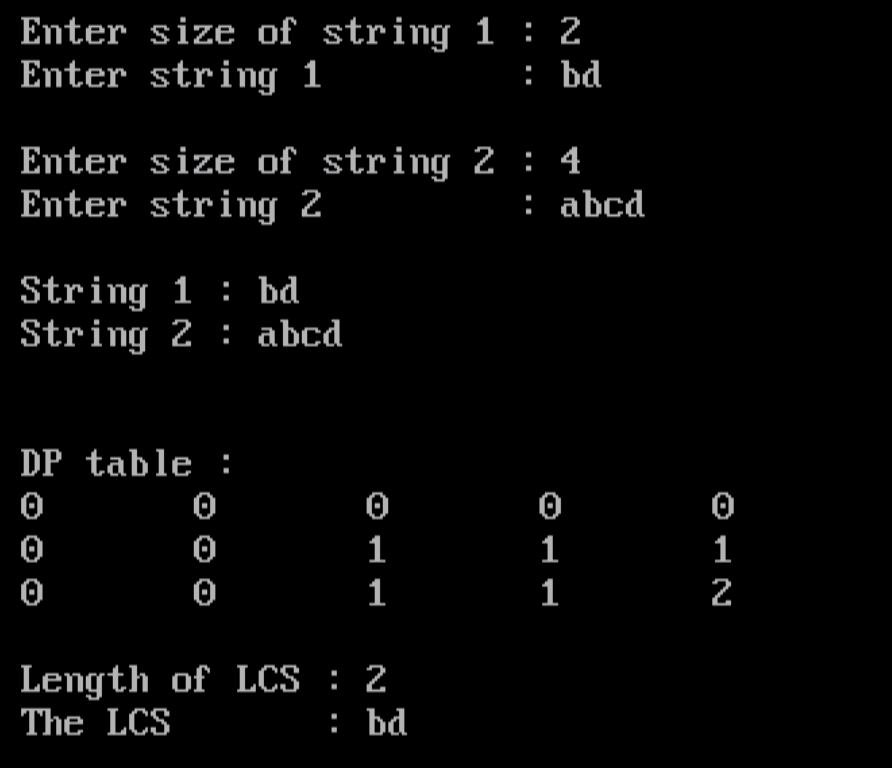 Enter size of string 1 : 2
Enter string 1         : bd
Enter size of string 2 : 4
Enter string 2         : abcd
String 1 : bd
String 2 : abcd
DP table :
0       0       0       0       0
0       0       1       1       1
0       0       1       1       2
Length of LCS : 2
The LCS       : bd